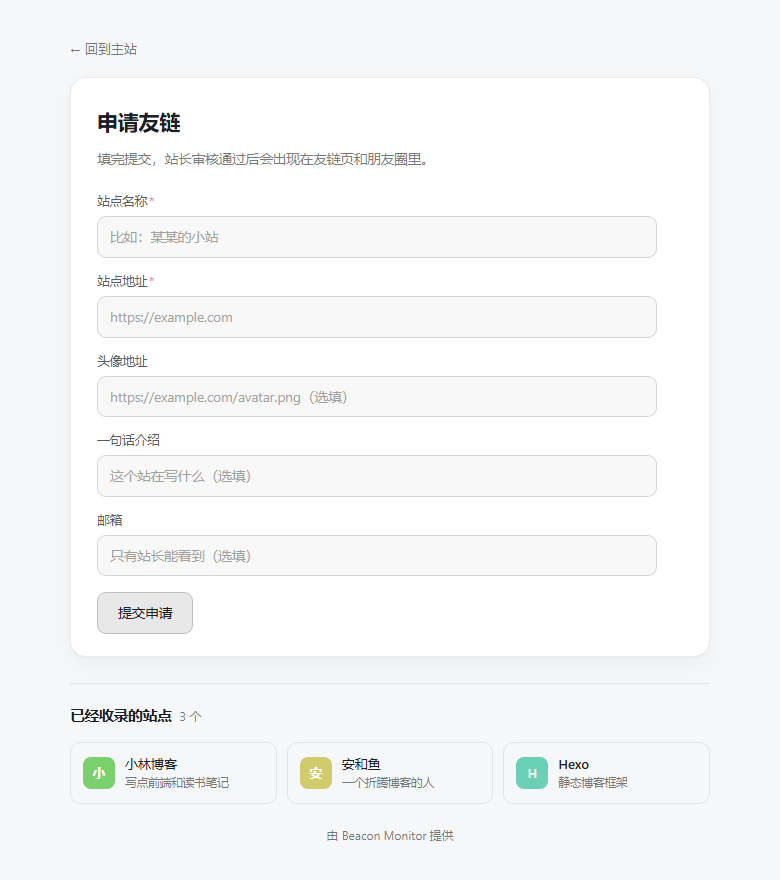 ← 回到主站
申请友链
填完提交，站长审核通过后会出现在友链页和朋友圈里。
站点名称*
比如：某某的小站
站点地址*
https://example.com
头像地址
https://example.com/avatar.png（选填）
一句话介绍
这个站在写什么（选填）
邮箱
只有站长能看到（选填）
提交申请
已经收录的站点 3 个
小 小林博客
写点前端和读书笔记
安 安和鱼
一个折腾博客的人
H Hexo
静态博客框架
由 Beacon Monitor 提供